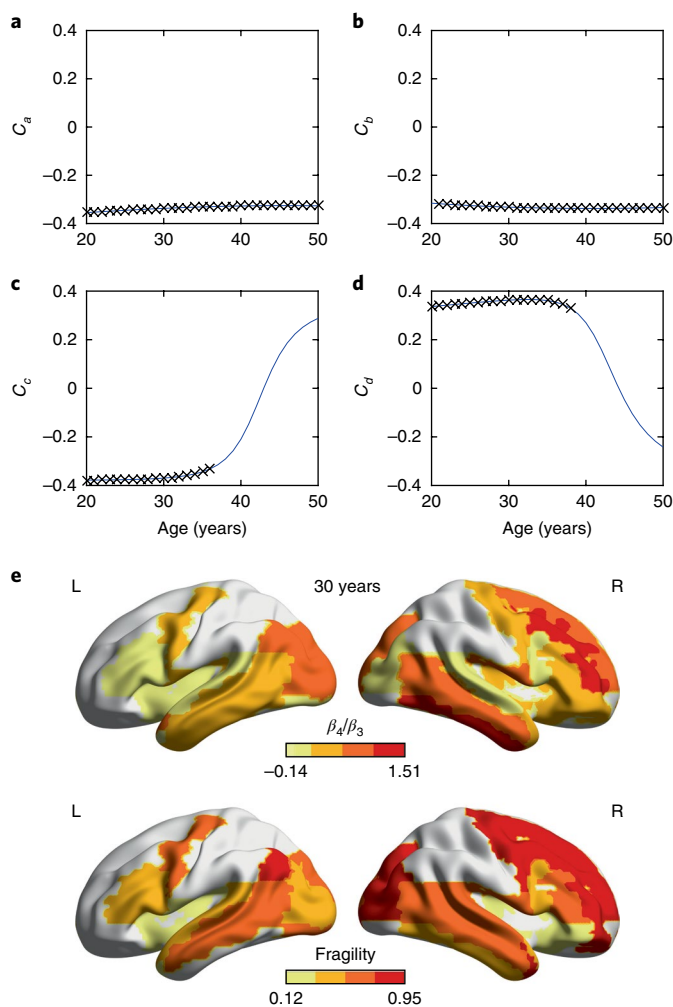 a
0.4
0.2
0
−0.2
−0.4
C_a
20 30 40 50
b
0.4
0.2
0
−0.2
−0.4
C_b
20 30 40 50
c
0.4
0.2
0
−0.2
−0.4
C_c
20 30 40 50
Age (years)
d
0.4
0.2
0
−0.2
−0.4
C_d
20 30 40 50
Age (years)
e
L 30 years R
β4/β3
−0.14 1.51
L R
Fragility
0.12 0.95